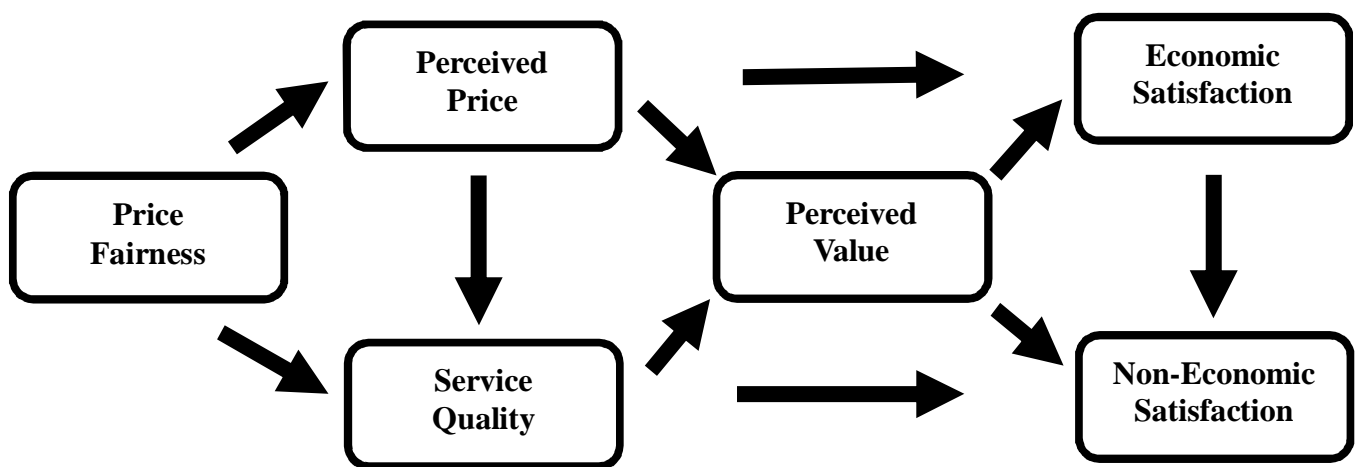 Perceived
Price
Economic
Satisfaction
Price
Fairness
Perceived
Value
Service
Quality
Non-Economic
Satisfaction